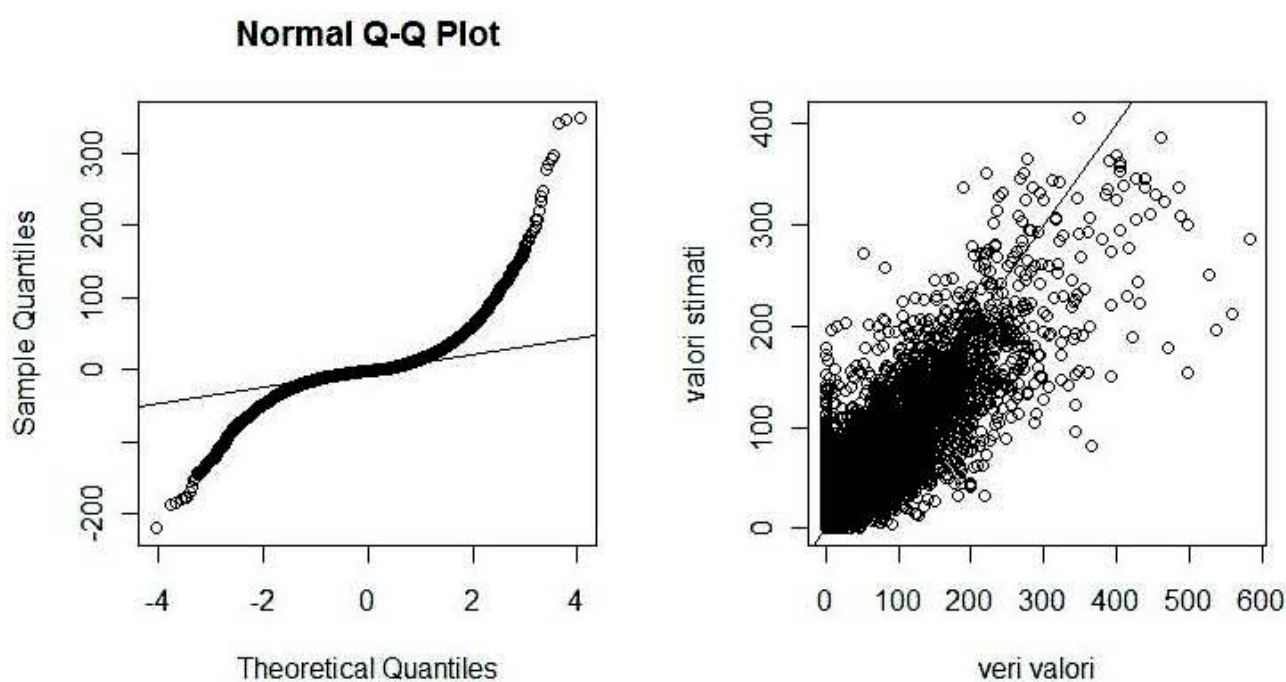 Normal Q-Q Plot
Sample Quantiles
300
200
100
0
-200
-4 -2 0 2 4
Theoretical Quantiles
valori stimati
400
300
200
100
0
0 100 200 300 400 500 600
veri valori